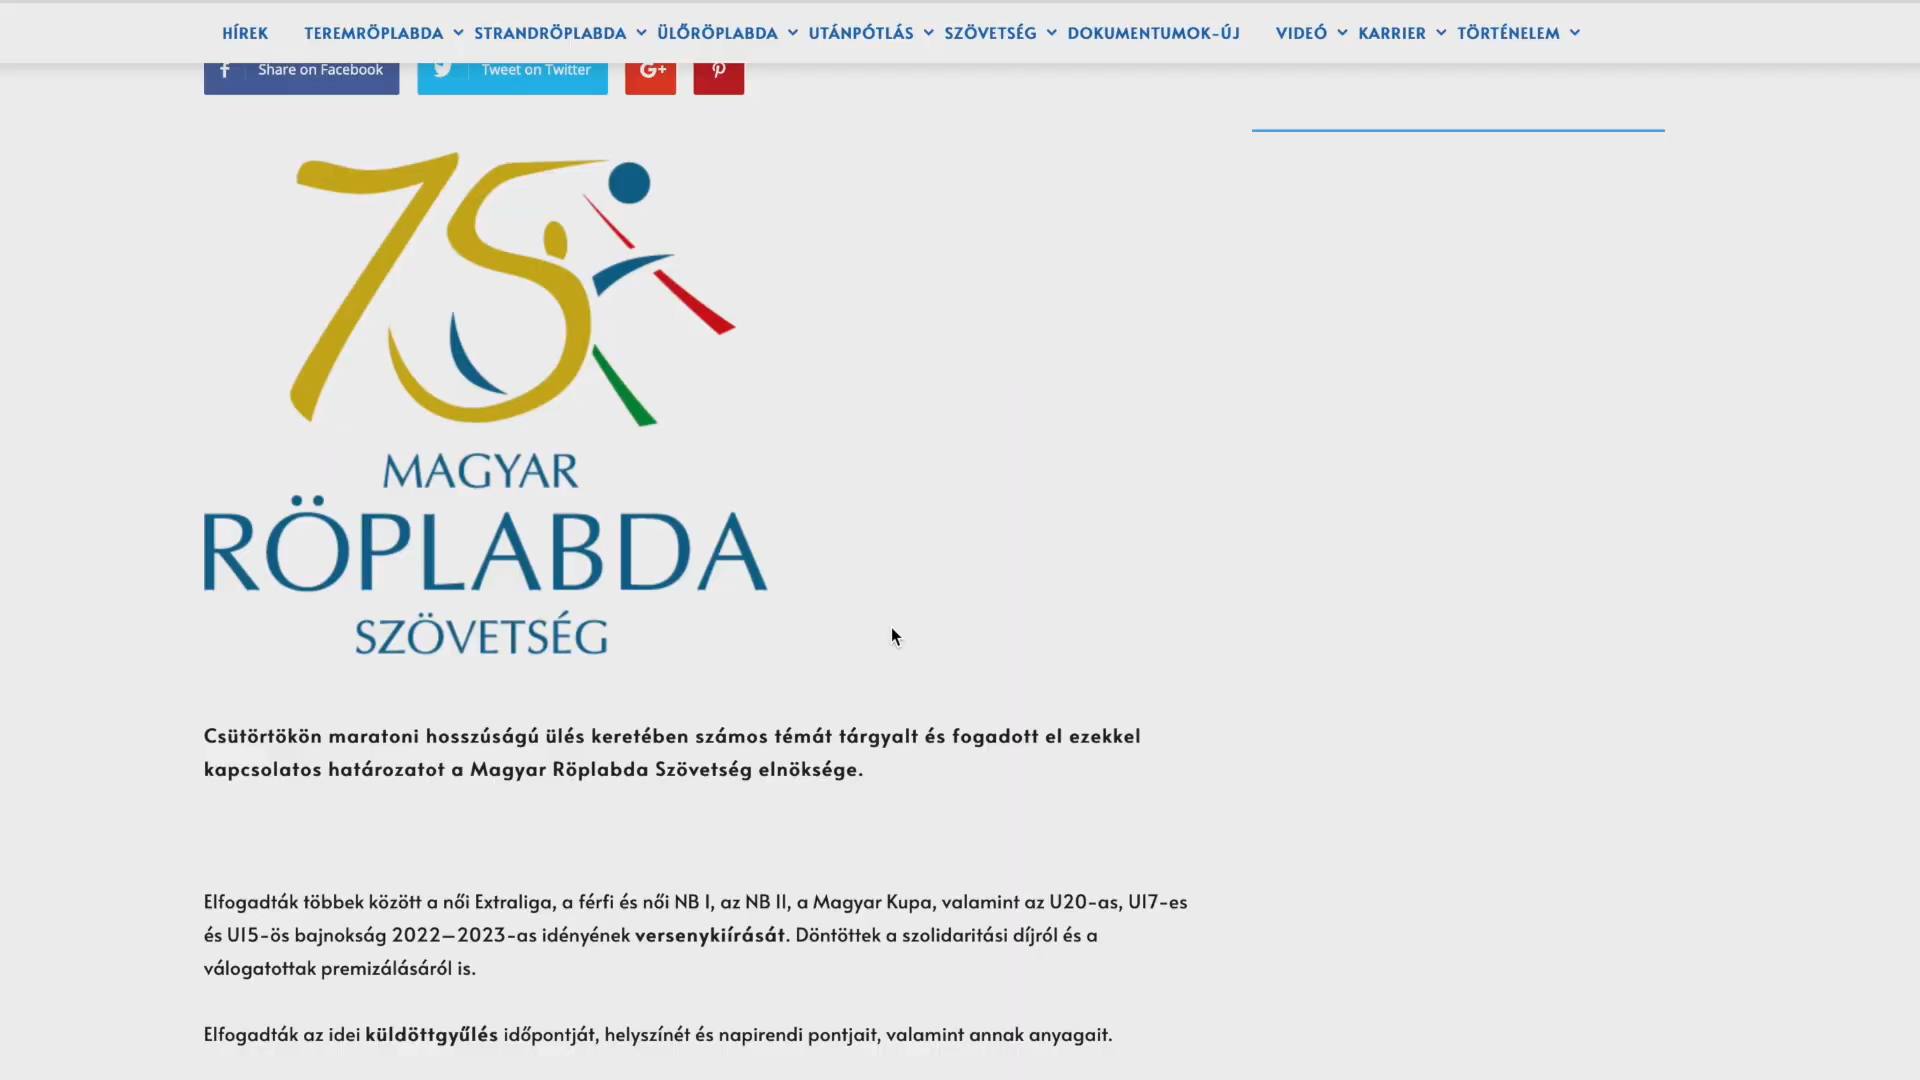 HÍREK TEREMRÖPLABDA STRANDRÖPLABDA ÜLŐRÖPLABDA UTÁNPÓTLÁS SZÖVETSÉG DOKUMENTUMOK-ÚJ VIDEÓ KARRIER TÖRTÉNELEM
Share on Facebook Tweet on Twitter G+
75
MAGYAR
RÖPLABDA
SZÖVETSÉG
Csütörtökön maratoni hosszúságú ülés keretében számos témát tárgyalt és fogadott el ezekkel
kapcsolatos határozatot a Magyar Röplabda Szövetség elnöksége.
Elfogadták többek között a női Extraliga, a férfi és női NB I, az NB II, a Magyar Kupa, valamint az U20-as, U17-es
és U15-ös bajnokság 2022–2023-as idényének versenykiírását. Döntöttek a szolidaritási díjról és a
válogatottak premizálásáról is.
Elfogadták az idei küldöttgyűlés időpontját, helyszínét és napirendi pontjait, valamint annak anyagait.